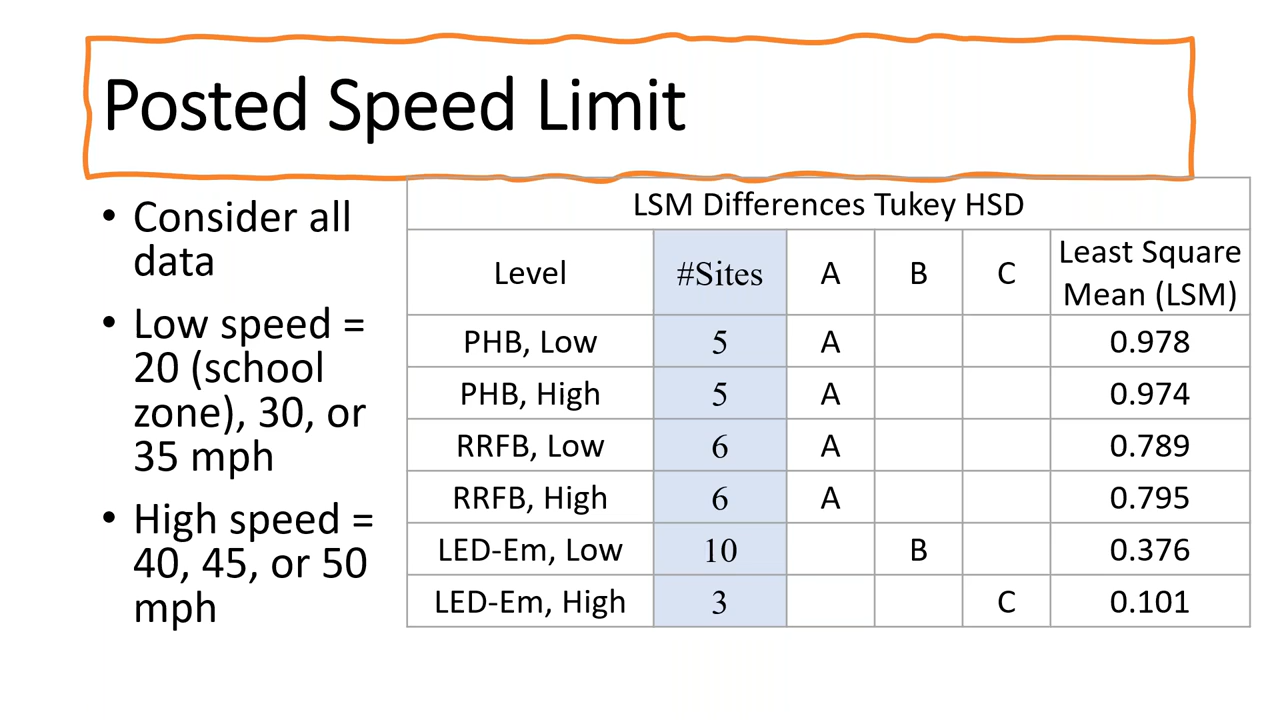 Posted Speed Limit
• Consider all
data
• Low speed =
20 (school
zone), 30, or
35 mph
• High speed =
40, 45, or 50
mph
LSM Differences Tukey HSD
Level #Sites A B C Least Square Mean (LSM)
PHB, Low 5 A 0.978
PHB, High 5 A 0.974
RRFB, Low 6 A 0.789
RRFB, High 6 A 0.795
LED-Em, Low 10 B 0.376
LED-Em, High 3 C 0.101